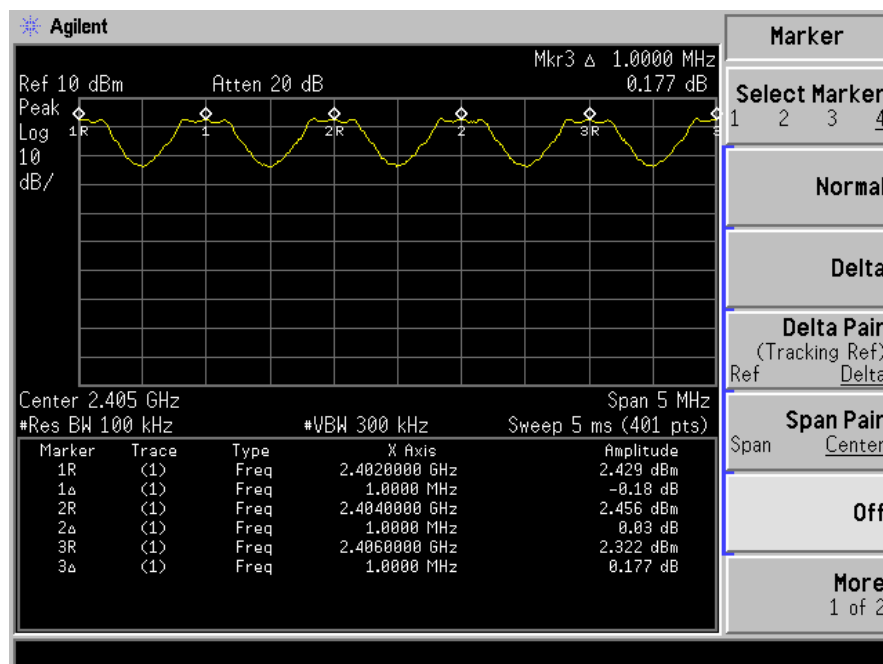 Agilent
Marker
Mkr3 Δ 1.0000 MHz
Ref 10 dBm Atten 20 dB 0.177 dB
Peak
Log
10
dB/
1R 1 2R 2 3R
Center 2.405 GHz Span 5 MHz
#Res BW 100 kHz #VBW 300 kHz Sweep 5 ms (401 pts)
Marker Trace Type X Axis Amplitude
1R (1) Freq 2.4020000 GHz 2.429 dBm
1Δ (1) Freq 1.0000 MHz -0.18 dB
2R (1) Freq 2.4040000 GHz 2.456 dBm
2Δ (1) Freq 1.0000 MHz 0.03 dB
3R (1) Freq 2.4060000 GHz 2.322 dBm
3Δ (1) Freq 1.0000 MHz 0.177 dB
Select Marker
1 2 3 4
Normal
Delta
Delta Pair
(Tracking Ref)
Ref Delta
Span Pair
Span Center
Off
More
1 of 2